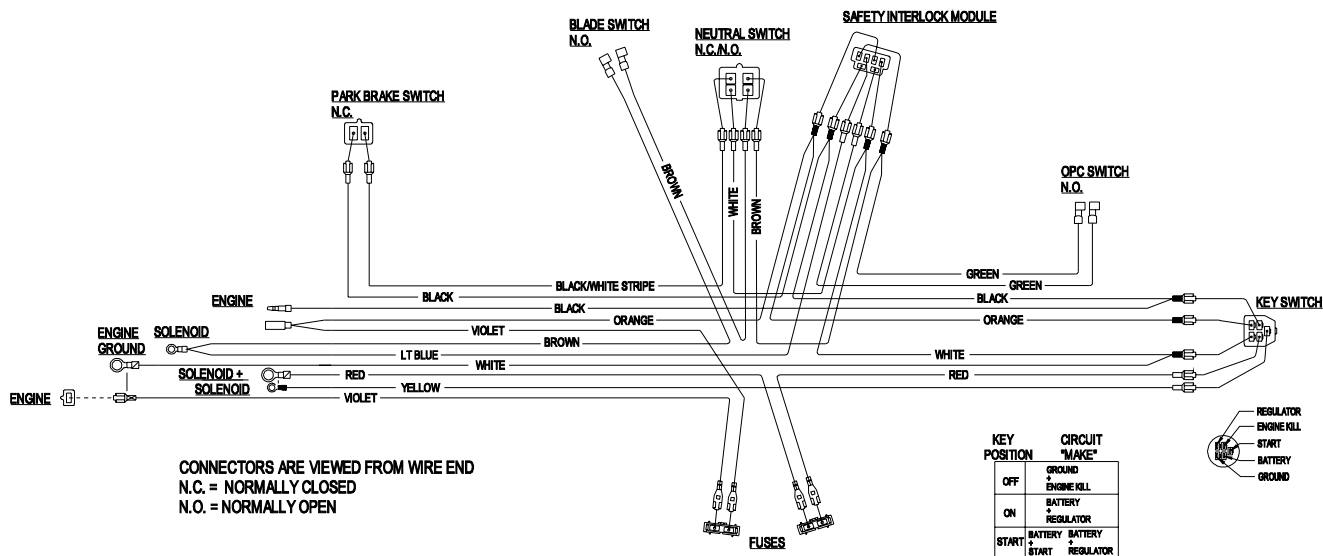 SAFETY INTERLOCK MODULE
BLADE SWITCH
N.O.
NEUTRAL SWITCH
N.C./N.O.
PARK BRAKE SWITCH
N.C.
OPC SWITCH
N.O.
BROWN
WHITE
BROWN
GREEN
GREEN
BLACK/WHITE STRIPE
BLACK
BLACK
ENGINE
BLACK
KEY SWITCH
ORANGE
ORANGE
VIOLET
ENGINE
GROUND
SOLENOID
BROWN
LT BLUE
WHITE
WHITE
SOLENOID +
SOLENOID
RED
RED
YELLOW
ENGINE
VIOLET
REGULATOR
ENGINE KILL
START
BATTERY
GROUND
CONNECTORS ARE VIEWED FROM WIRE END
N.C. = NORMALLY CLOSED
N.O. = NORMALLY OPEN
FUSES
KEY
POSITION
CIRCUIT
"MAKE"
OFF
GROUND
+
ENGINE KILL
ON
BATTERY
+
REGULATOR
START
BATTERY
+
START
BATTERY
+
REGULATOR